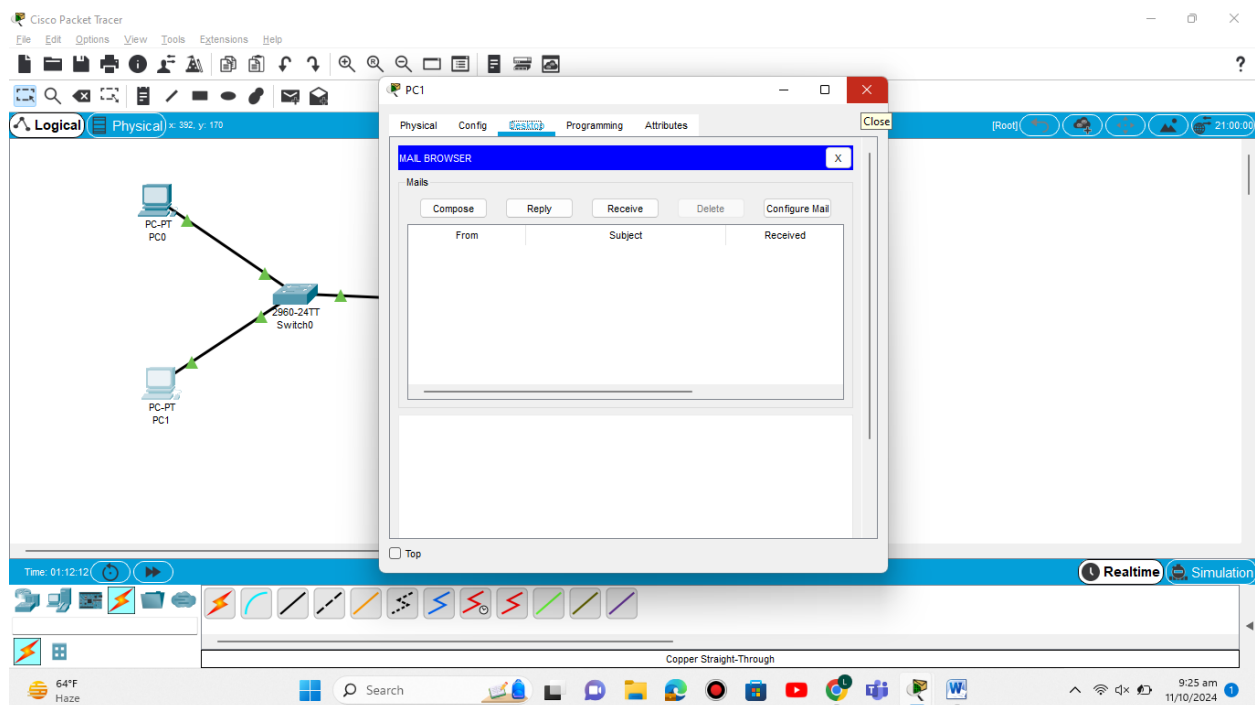 Cisco Packet Tracer
File Edit Options View Tools Extensions Help
?
PC1
Close
Logical Physical x: 392, y: 170
[Root] 21:00:00
Physical Config Desktop Programming Attributes
MAIL BROWSER X
Mails
Compose Reply Receive Delete Configure Mail
From Subject Received
PC-PT
PC0
2960-24TT
Switch0
PC-PT
PC1
Top
Time: 01:12:12
Realtime Simulation
Copper Straight-Through
64°F
Haze
Search
9:25 am
11/10/2024
1